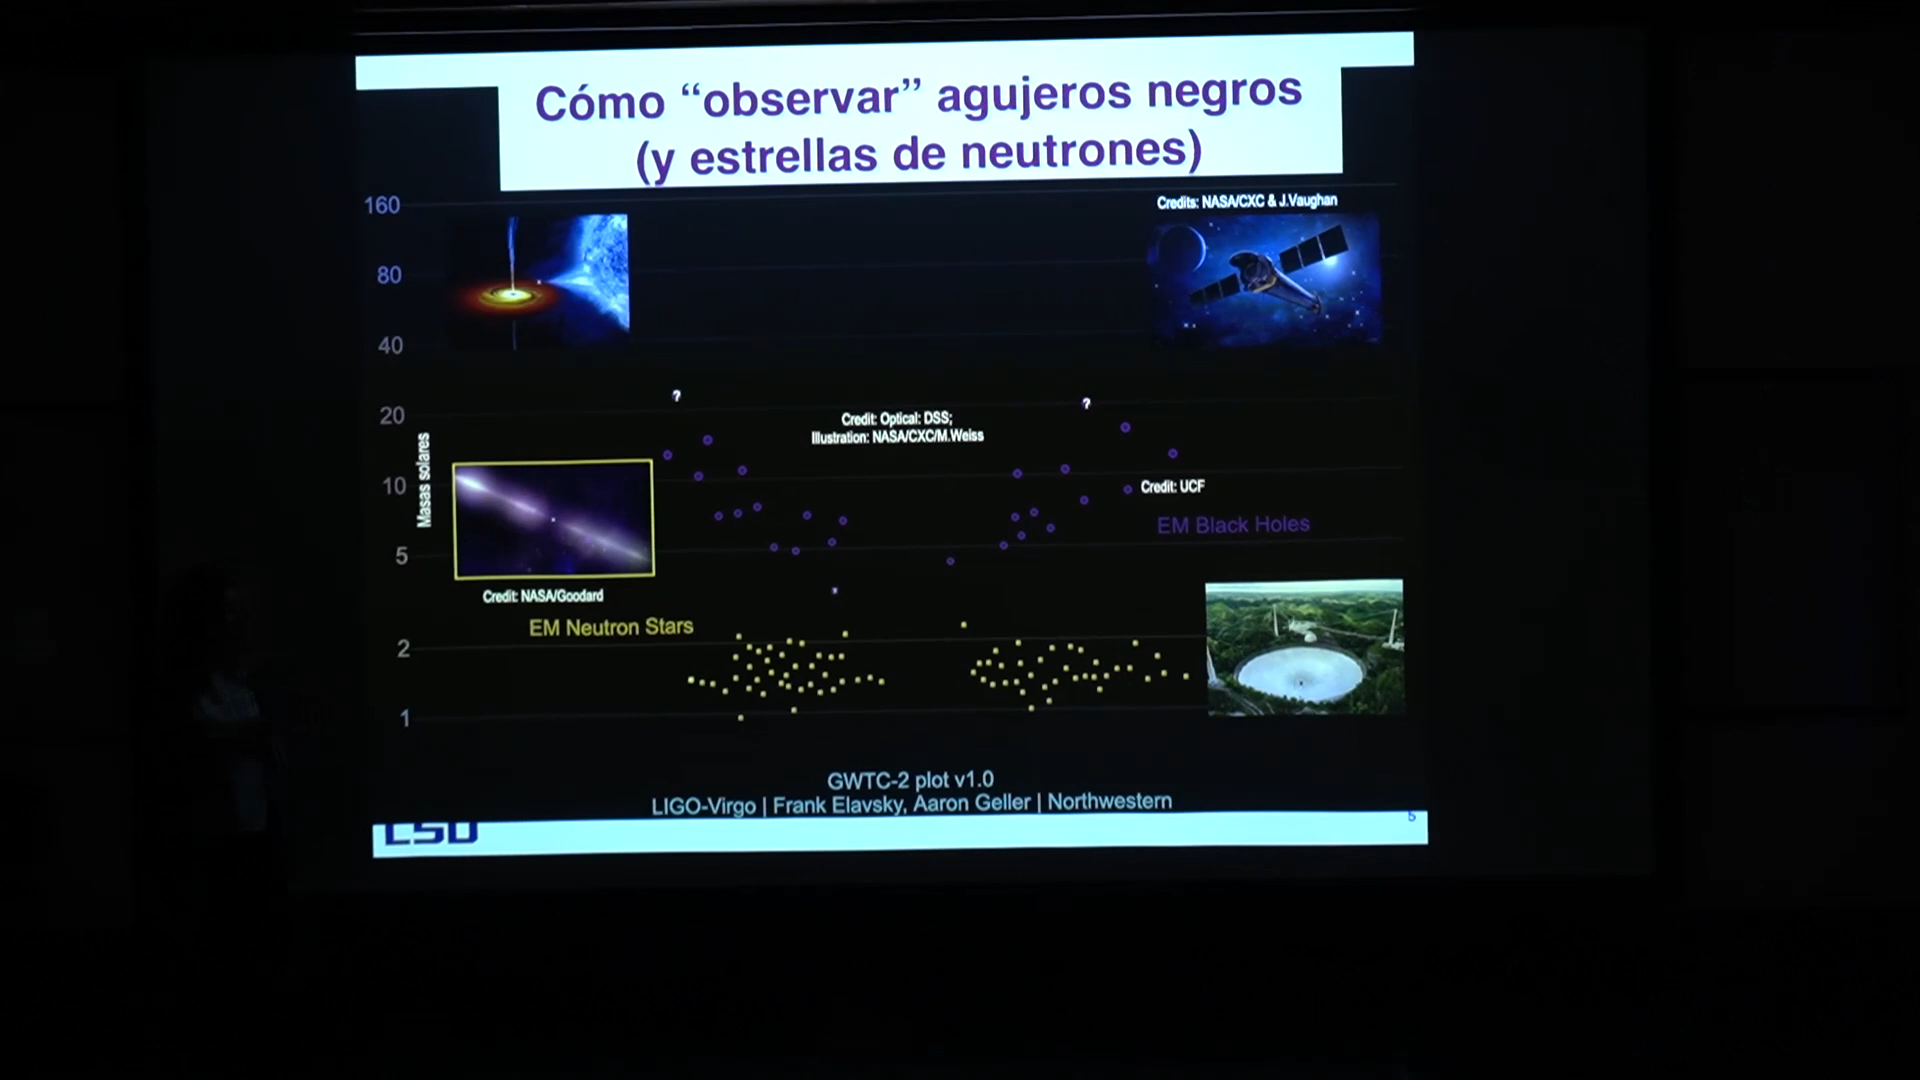 Cómo “observar” agujeros negros
(y estrellas de neutrones)
160
Credits: NASA/CXC & J.Vaughan
80
40
?
?
20
Credit: Optical: DSS;
Illustration: NASA/CXC/M.Weiss
Masas solares
10
Credit: UCF
EM Black Holes
5
Credit: NASA/Goodard
EM Neutron Stars
2
1
GWTC-2 plot v1.0
LIGO-Virgo | Frank Elavsky, Aaron Geller | Northwestern
LSU
5